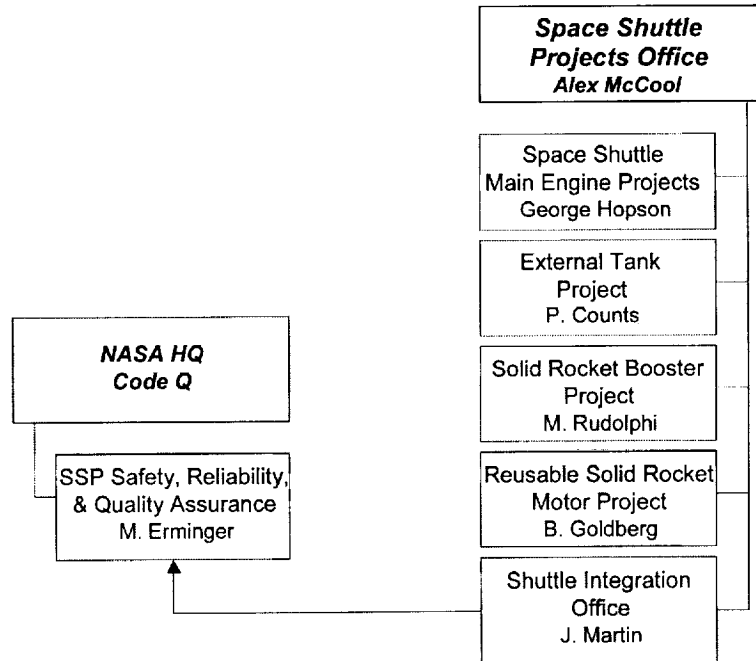 Space Shuttle
Projects Office
Alex McCool
Space Shuttle
Main Engine Projects
George Hopson
External Tank
Project
P. Counts
NASA HQ
Code Q
Solid Rocket Booster
Project
M. Rudolphi
SSP Safety, Reliability,
& Quality Assurance
M. Erminger
Reusable Solid Rocket
Motor Project
B. Goldberg
Shuttle Integration
Office
J. Martin